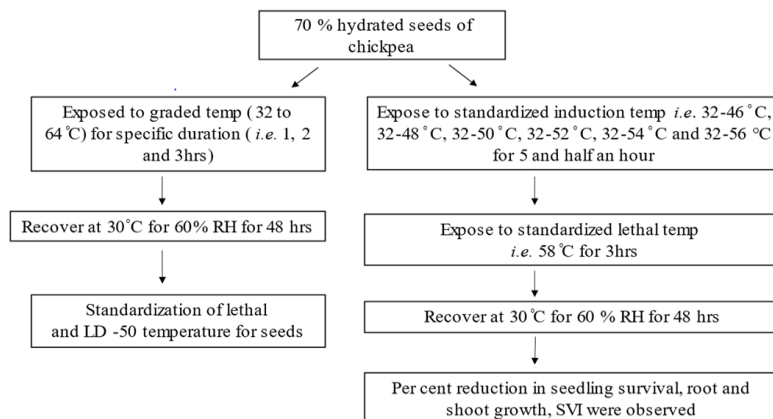 70 % hydrated seeds of
chickpea
Exposed to graded temp ( 32 to
64˚C) for specific duration ( i.e. 1, 2
and 3hrs)
Recover at 30˚C for 60% RH for 48 hrs
Standardization of lethal
and LD -50 temperature for seeds
Expose to standardized induction temp i.e. 32-46˚C,
32-48˚C, 32-50˚C, 32-52˚C, 32-54˚C and 32-56 °C
for 5 and half an hour
Expose to standardized lethal temp
i.e. 58˚C for 3hrs
Recover at 30˚C for 60 % RH for 48 hrs
Per cent reduction in seedling survival, root and
shoot growth, SVI were observed